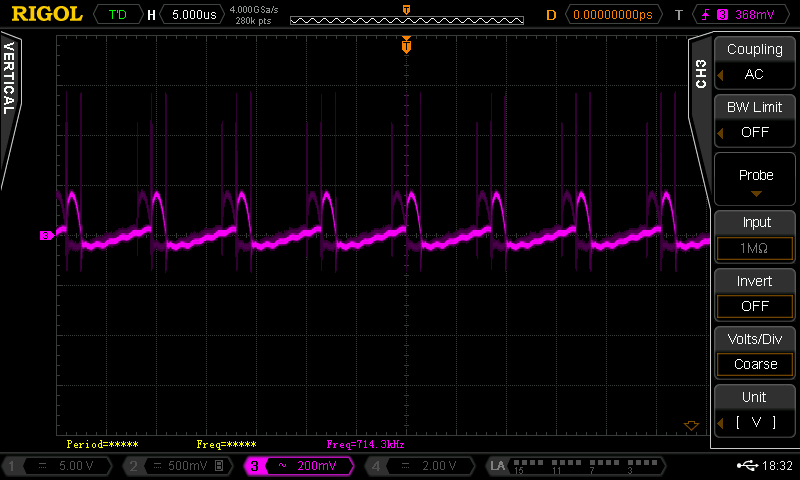 RIGOL T'D H 5.000us 4.000GSa/s 280k pts D 0.00000000ps T 3 368mV
T
VERTICAL
CH3
Coupling
AC
BW Limit
OFF
Probe
Input
1MΩ
Invert
OFF
Volts/Div
Coarse
Unit
[ V ]
3
Period=***** Freq=***** Freq=714.3kHz
1 5.00 V 2 500mV B 3 200mV 4 2.00 V LA 15 11 7 3 18:32